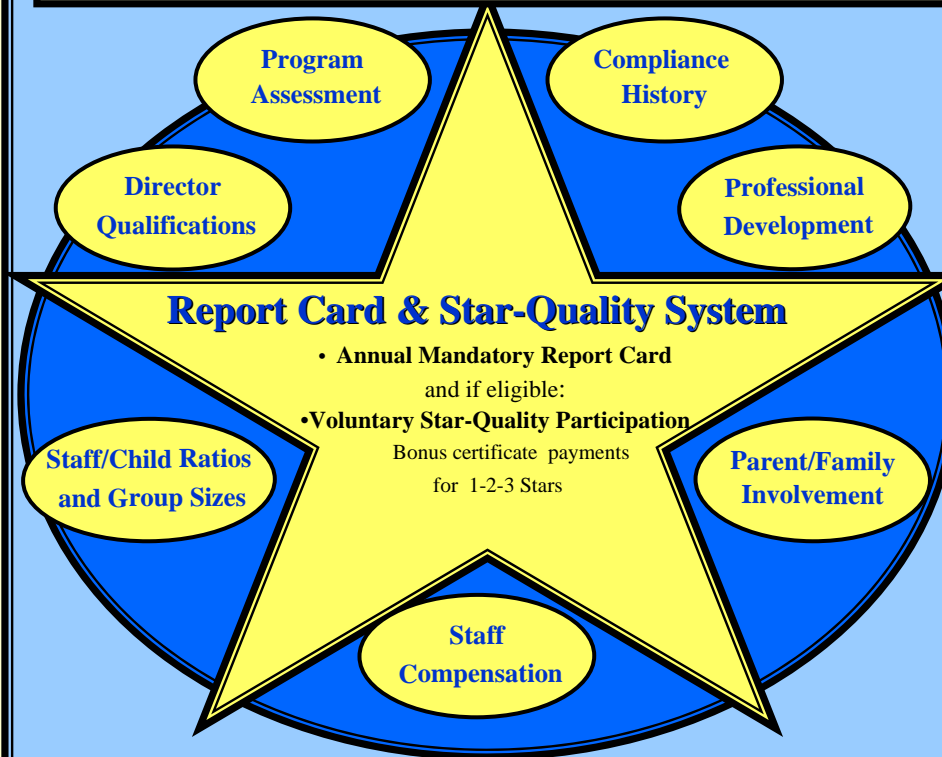 Program
Assessment
Compliance
History
Director
Qualifications
Professional
Development
Report Card & Star-Quality System
• Annual Mandatory Report Card
and if eligible:
•Voluntary Star-Quality Participation
Bonus certificate payments
for 1-2-3 Stars
Staff/Child Ratios
and Group Sizes
Parent/Family
Involvement
Staff
Compensation